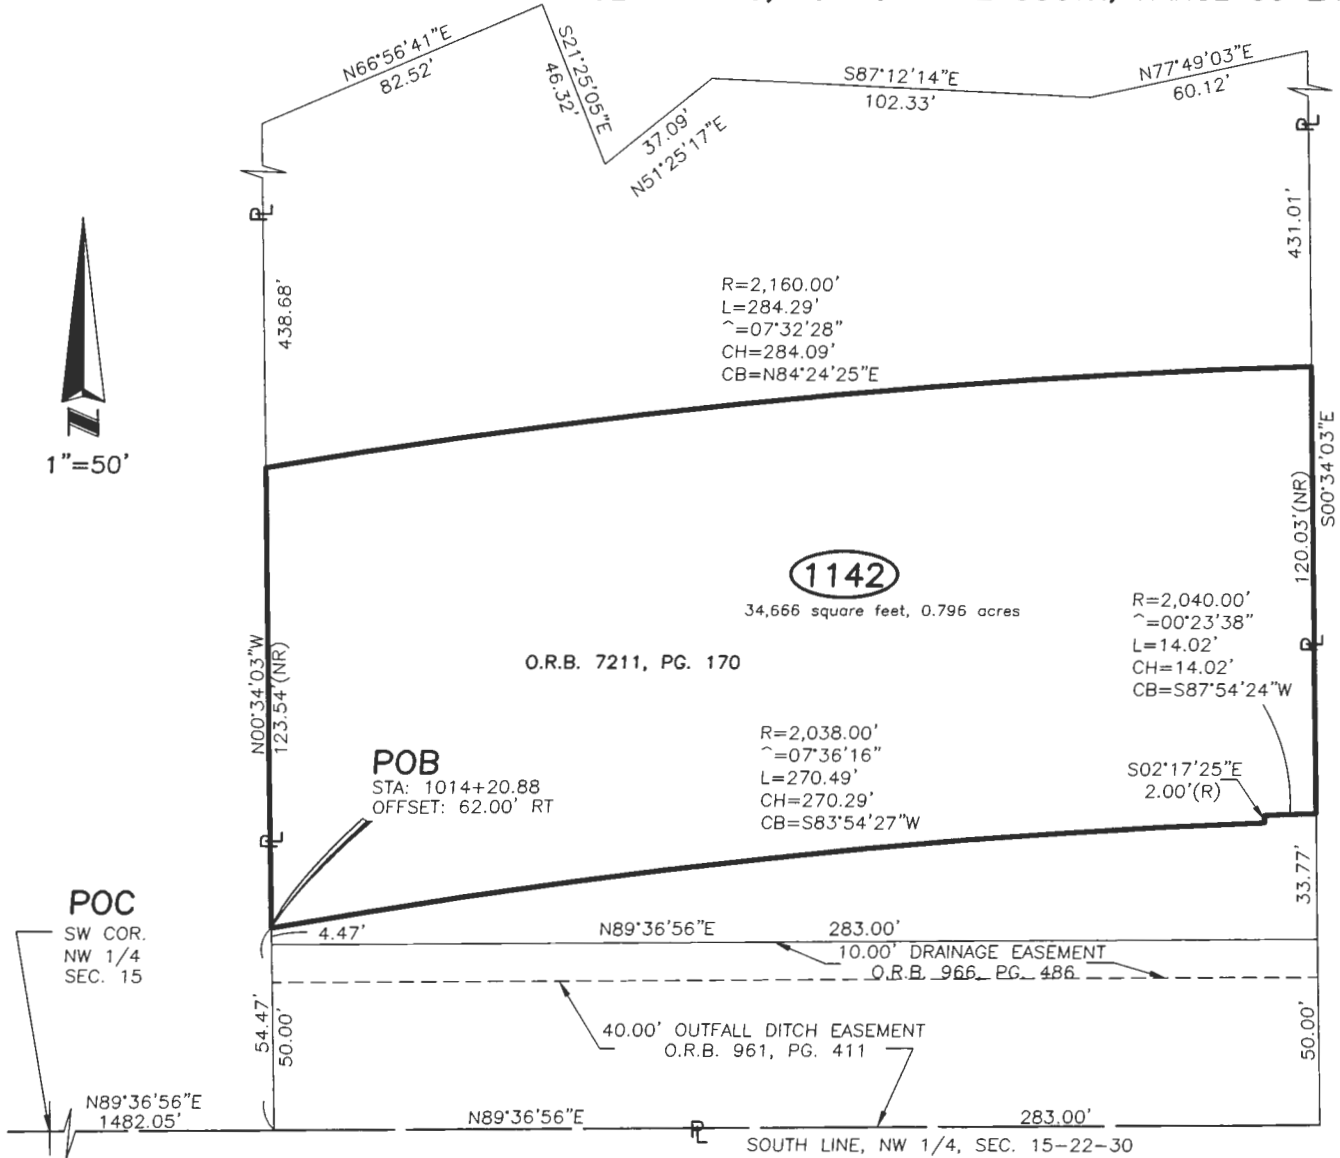 N66°56'41"E
82.52'
S21°25'05"E
46.32'
37.09'
N51°25'17"E
S87°12'14"E
102.33'
N77°49'03"E
60.12'
PL
PL
438.68'
431.01'
R=2,160.00'
L=284.29'
^=07°32'28"
CH=284.09'
CB=N84°24'25"E
N
1"=50'
S00°34'03"E
120.03'(NR)
1142
34,666 square feet, 0.796 acres
O.R.B. 7211, PG. 170
R=2,040.00'
^=00°23'38"
L=14.02'
CH=14.02'
CB=S87°54'24"W
PL
N00°34'03"W
123.54'(NR)
POB
STA: 1014+20.88
OFFSET: 62.00' RT
R=2,038.00'
^=07°36'16"
L=270.49'
CH=270.29'
CB=S83°54'27"W
S02°17'25"E
2.00'(R)
PL
33.77'
POC
SW COR.
NW 1/4
SEC. 15
4.47'
N89°36'56"E 283.00'
10.00' DRAINAGE EASEMENT
O.R.B. 966, PG. 486
54.47'
50.00'
40.00' OUTFALL DITCH EASEMENT
O.R.B. 961, PG. 411
50.00'
N89°36'56"E
1482.05'
N89°36'56"E
PL
283.00'
SOUTH LINE, NW 1/4, SEC. 15-22-30